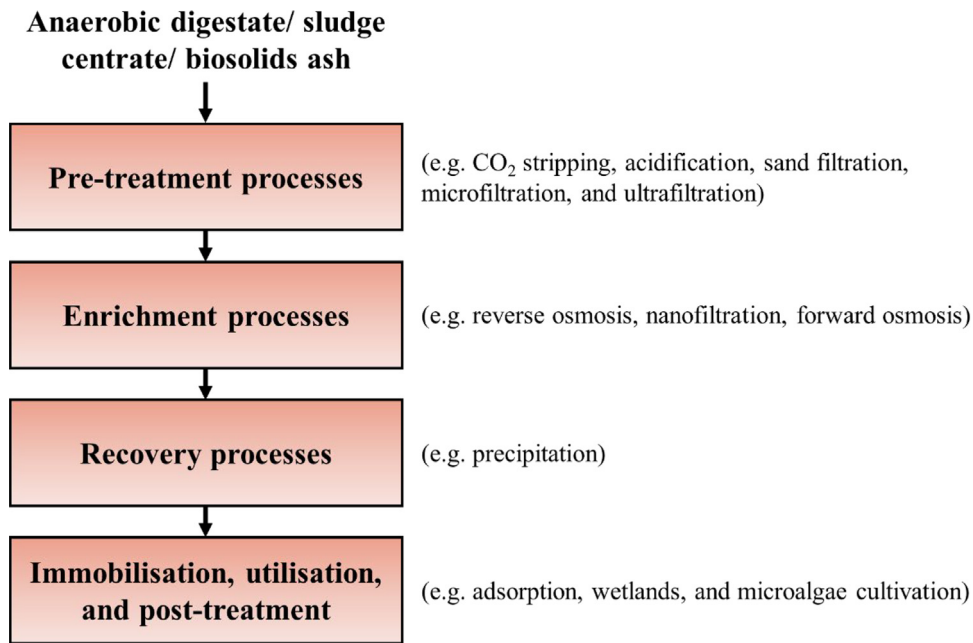 Anaerobic digestate/ sludge
centrate/ biosolids ash
Pre-treatment processes
(e.g. CO₂ stripping, acidification, sand filtration,
microfiltration, and ultrafiltration)
Enrichment processes
(e.g. reverse osmosis, nanofiltration, forward osmosis)
Recovery processes
(e.g. precipitation)
Immobilisation, utilisation,
and post-treatment
(e.g. adsorption, wetlands, and microalgae cultivation)